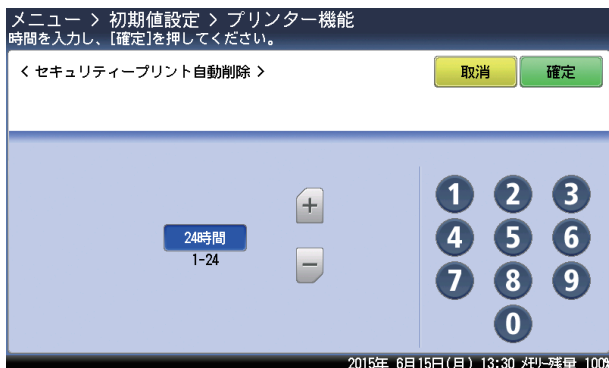 メニュー > 初期値設定 > プリンター機能
時間を入力し、[確定]を押してください。
< セキュリティープリント自動削除 >
取消
確定
+
24時間
1-24
-
1 2 3
4 5 6
7 8 9
0
2015年 6月15日(月) 13:30 メモリー残量 100%